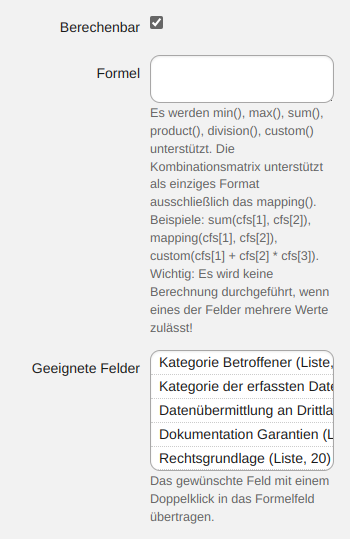 Berechenbar
Formel
Es werden min(), max(), sum(),
product(), division(), custom()
unterstützt. Die
Kombinationsmatrix unterstützt
als einziges Format
ausschließlich das mapping().
Beispiele: sum(cfs[1], cfs[2]),
mapping(cfs[1], cfs[2]),
custom(cfs[1] + cfs[2] * cfs[3]).
Wichtig: Es wird keine
Berechnung durchgeführt, wenn
eines der Felder mehrere Werte
zulässt!
Geeignete Felder
Kategorie Betroffener (Liste,
Kategorie der erfassten Date
Datenübermittlung an Drittla
Dokumentation Garantien (L
Rechtsgrundlage (Liste, 20)
Das gewünschte Feld mit einem
Doppelklick in das Formelfeld
übertragen.